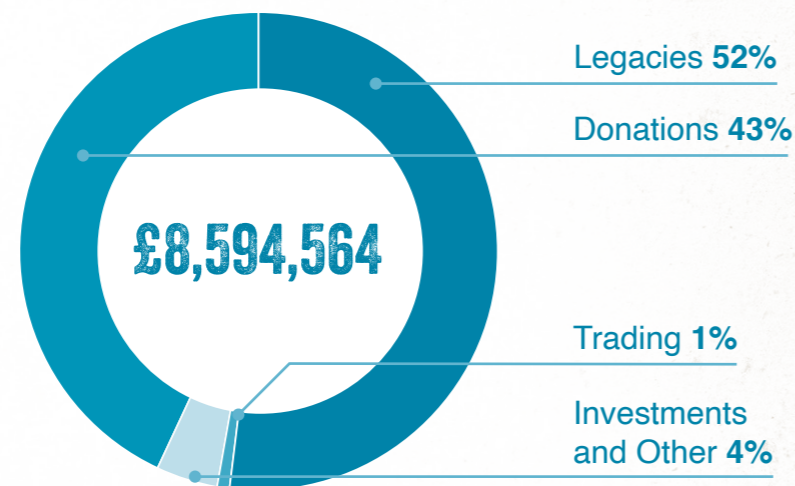 Legacies 52%
Donations 43%
£8,594,564
Trading 1%
Investments
and Other 4%